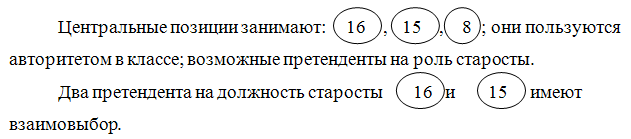 Центральные позиции занимают: 16 , 15 , 8 ; они пользуются
авторитетом в классе; возможные претенденты на роль старосты.
Два претендента на должность старосты 16 и 15 имеют
взаимовыбор.